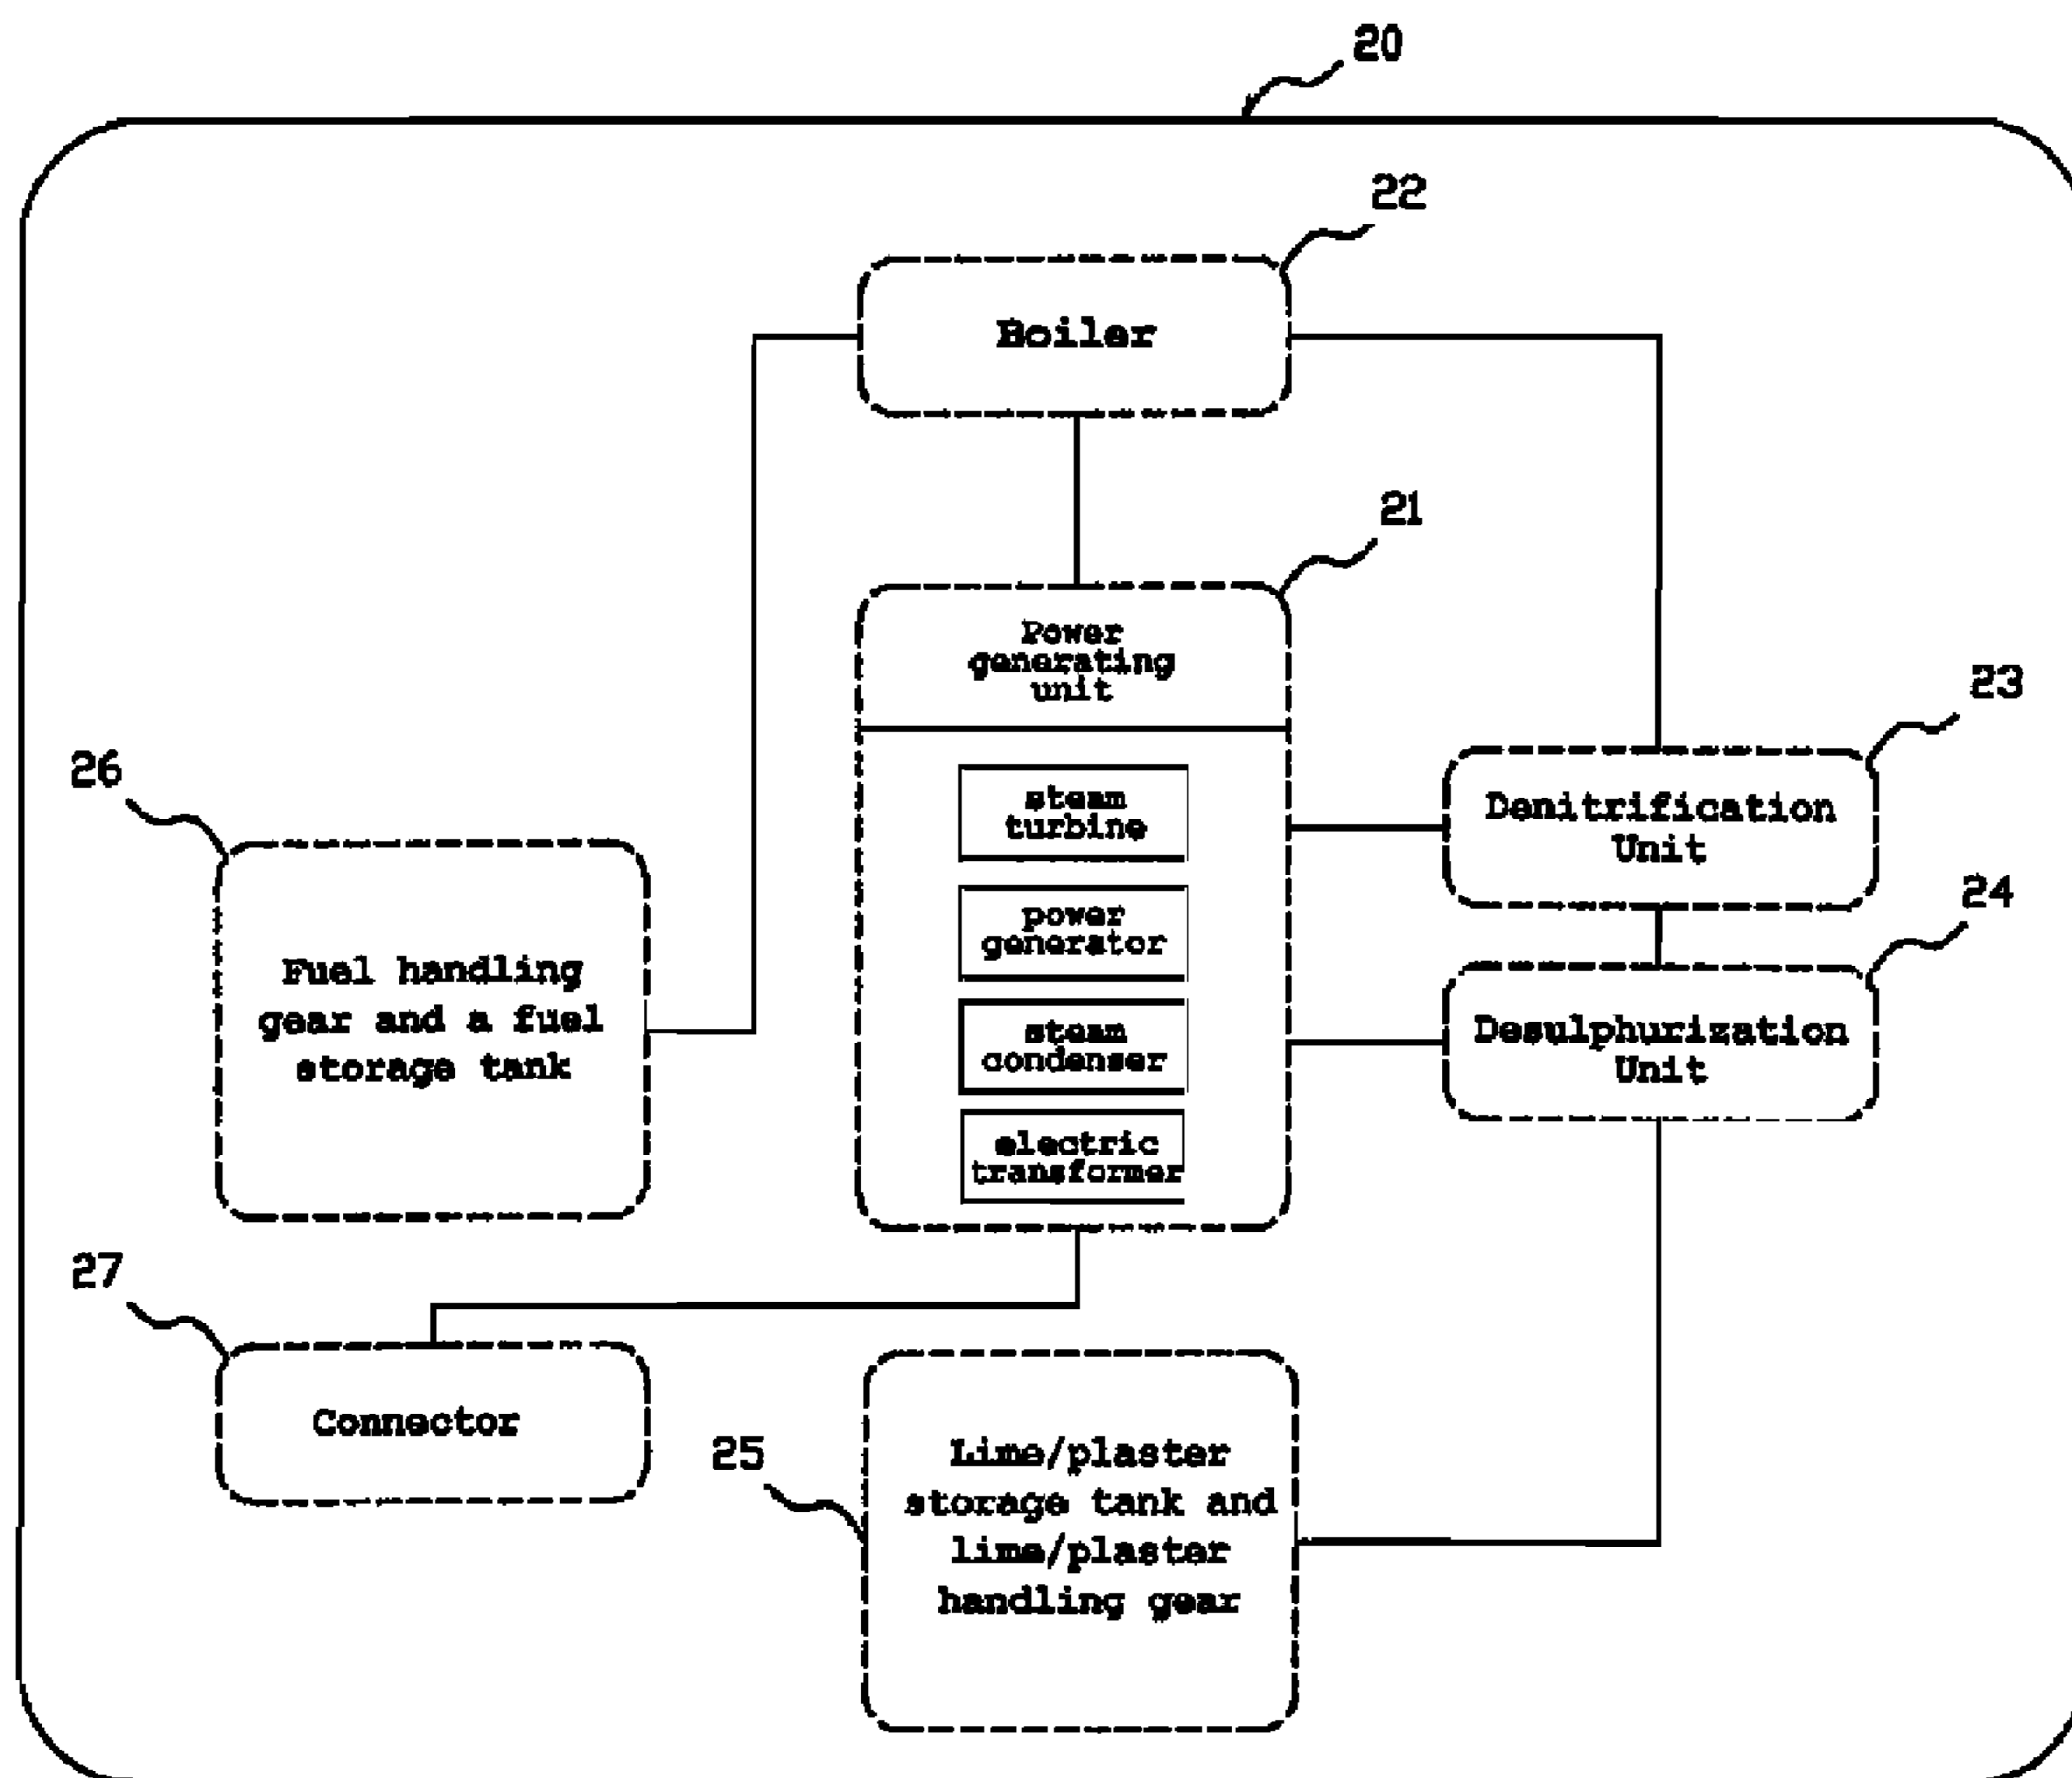 20
22
Boiler
21
Power
generating
unit
steam
turbine
power
generator
steam
condenser
electric
transformer
23
Denitrification
Unit
24
Desulphurization
Unit
26
Fuel handling
gear and a fuel
storage tank
27
Connector
25
Lime/plaster
storage tank and
lime/plaster
handling gear